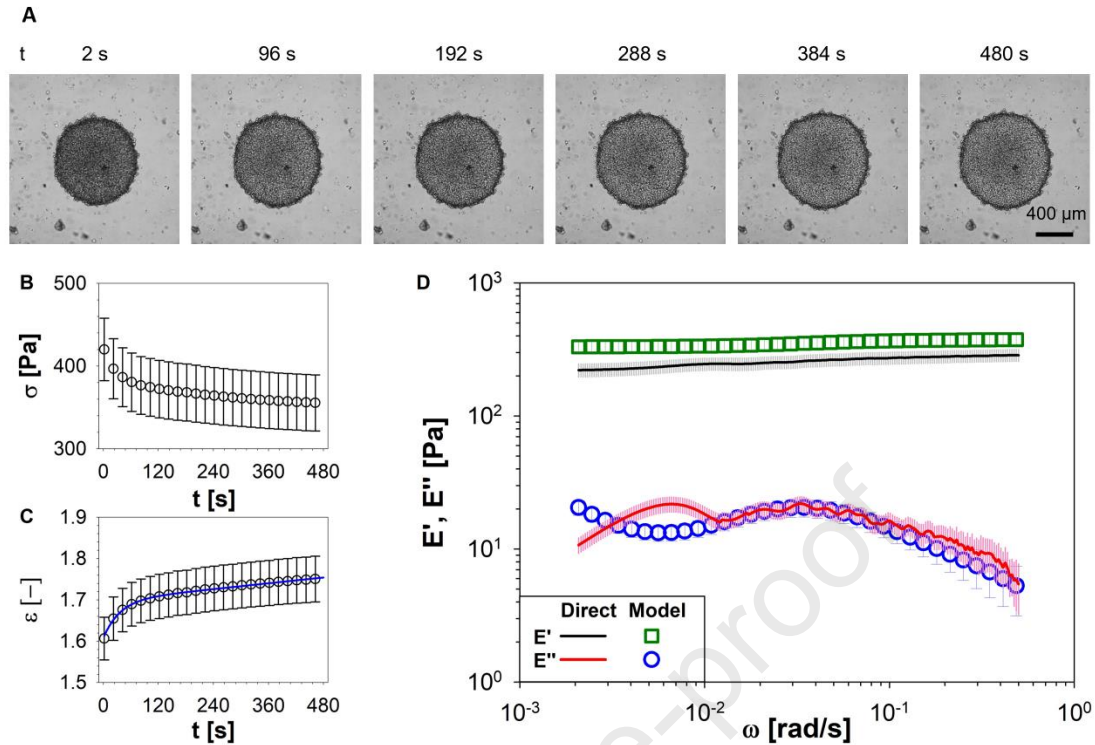 A
t 2 s 96 s 192 s 288 s 384 s 480 s
400 µm
B
500
400
300
σ [Pa]
0 120 240 360 480
t [s]
C
1.9
1.8
1.7
1.6
1.5
ε [–]
0 120 240 360 480
t [s]
D
10³
10²
10¹
10⁰
E', E'' [Pa]
Direct Model
E'
E''
10⁻³ 10⁻² 10⁻¹ 10⁰
ω [rad/s]
e-proof